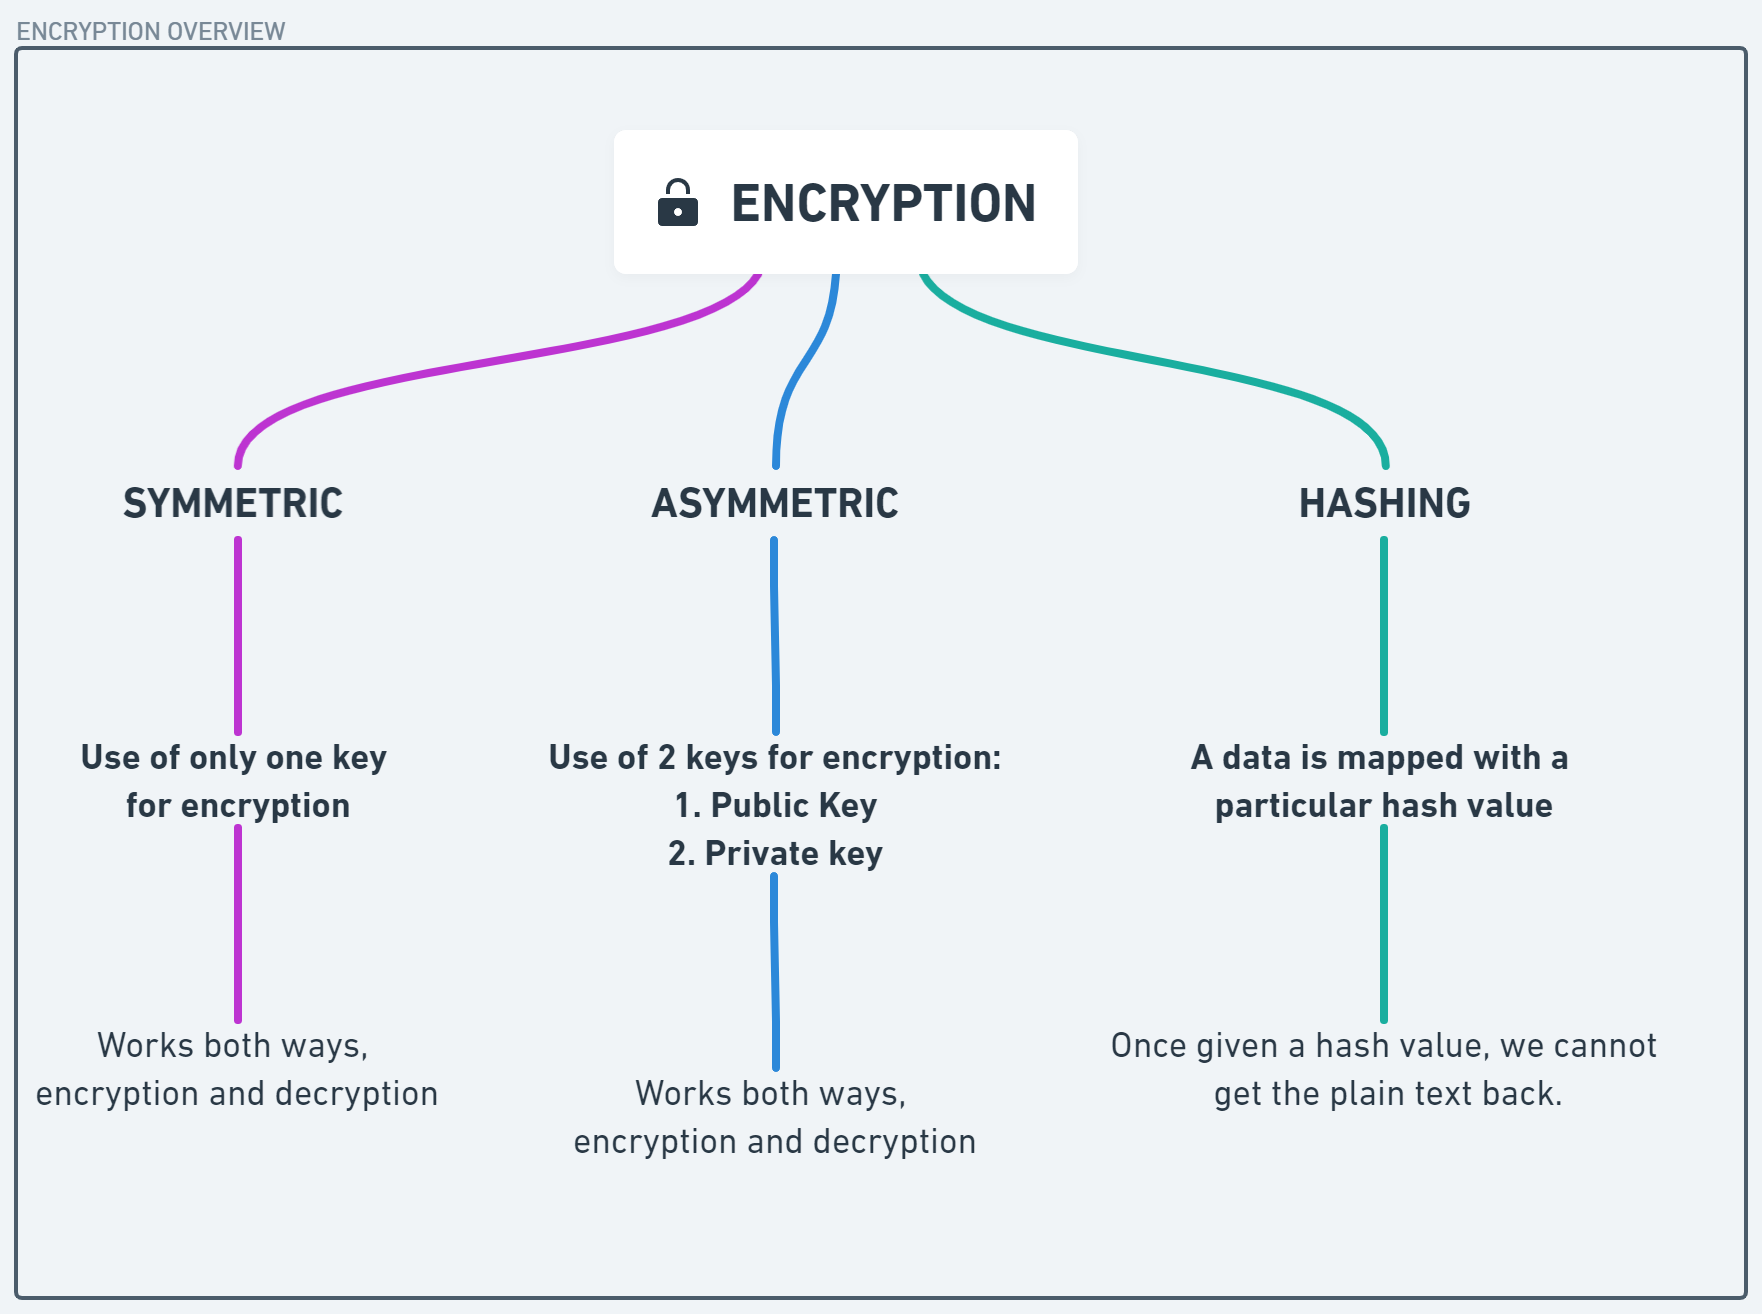 ENCRYPTION OVERVIEW
ENCRYPTION
SYMMETRIC
Use of only one key
for encryption
Works both ways,
encryption and decryption
ASYMMETRIC
Use of 2 keys for encryption:
1. Public Key
2. Private key
Works both ways,
encryption and decryption
HASHING
A data is mapped with a
particular hash value
Once given a hash value, we cannot
get the plain text back.